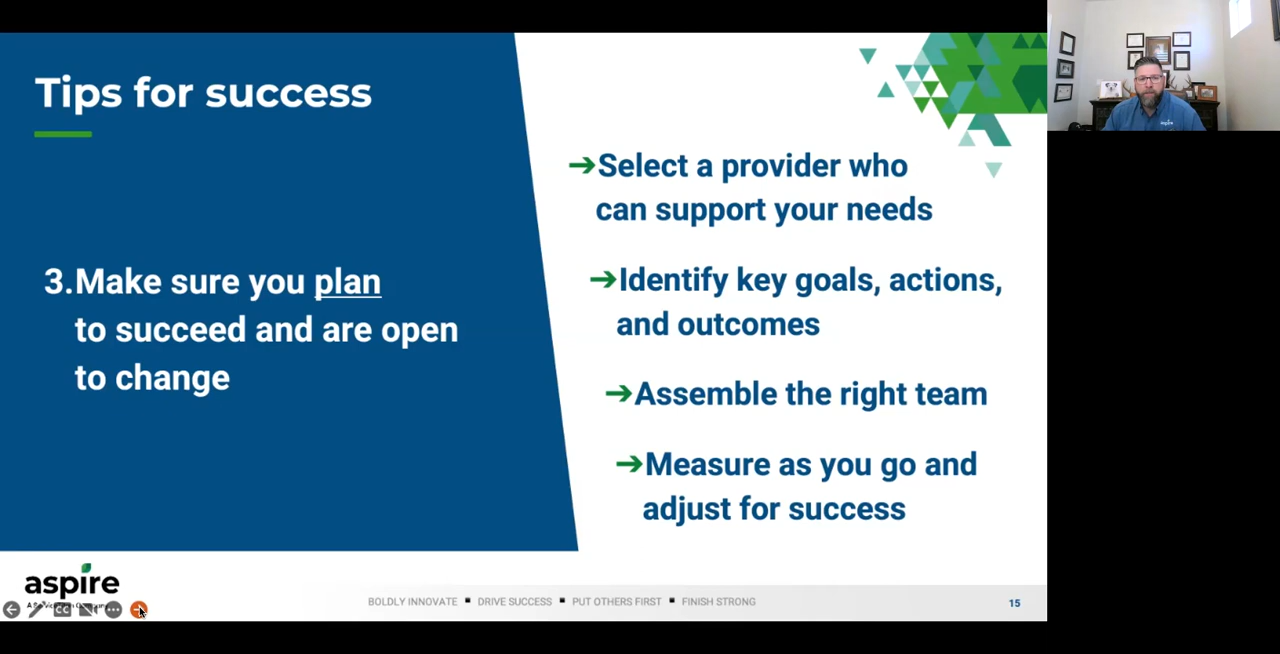 Tips for success
3.Make sure you plan
to succeed and are open
to change
➔Select a provider who
can support your needs
➔Identify key goals, actions,
and outcomes
➔Assemble the right team
➔Measure as you go and
adjust for success
aspire
CC
BOLDLY INNOVATE ▪ DRIVE SUCCESS ▪ PUT OTHERS FIRST ▪ FINISH STRONG
15
aspire